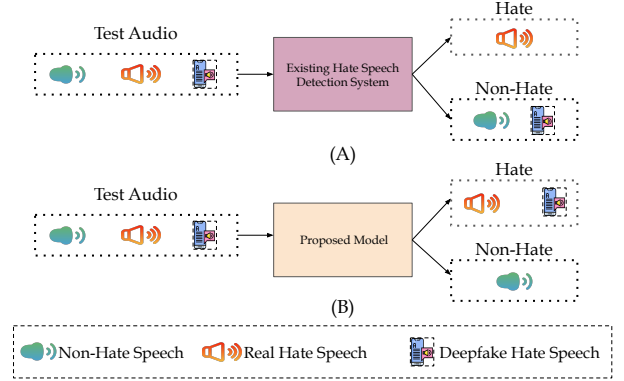 Test Audio
Existing Hate Speech
Detection System
Hate
Non-Hate
(A)
Test Audio
Proposed Model
Hate
Non-Hate
(B)
Non-Hate Speech
Real Hate Speech
Deepfake Hate Speech